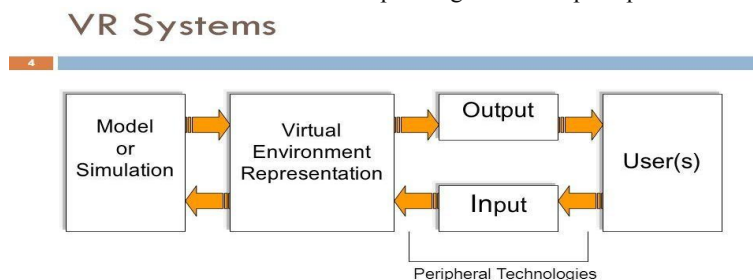 VR Systems
4
Model
or
Simulation
Virtual
Environment
Representation
Output
Input
User(s)
Peripheral Technologies